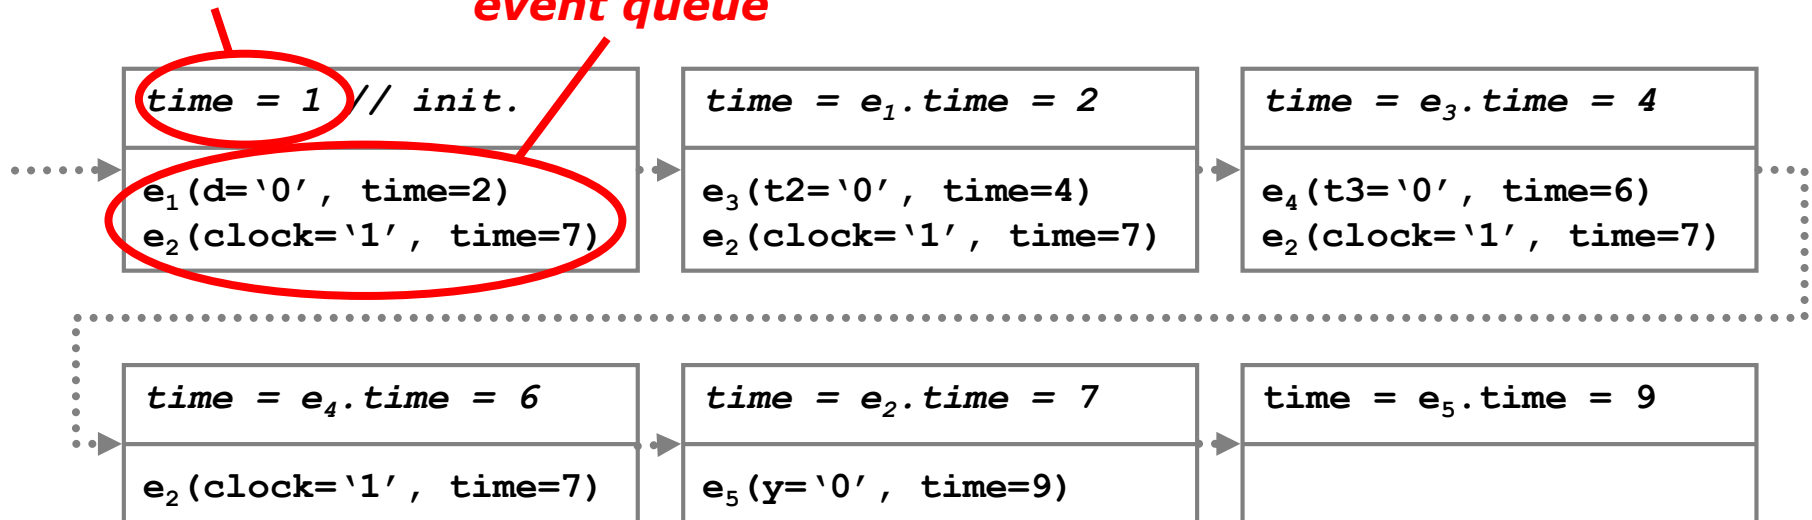 event queue
time = 1 // init.
e₁(d=‘0’, time=2)
e₂(clock=‘1’, time=7)
time = e₁.time = 2
e₃(t2=‘0’, time=4)
e₂(clock=‘1’, time=7)
time = e₃.time = 4
e₄(t3=‘0’, time=6)
e₂(clock=‘1’, time=7)
time = e₄.time = 6
e₂(clock=‘1’, time=7)
time = e₂.time = 7
e₅(y=‘0’, time=9)
time = e₅.time = 9